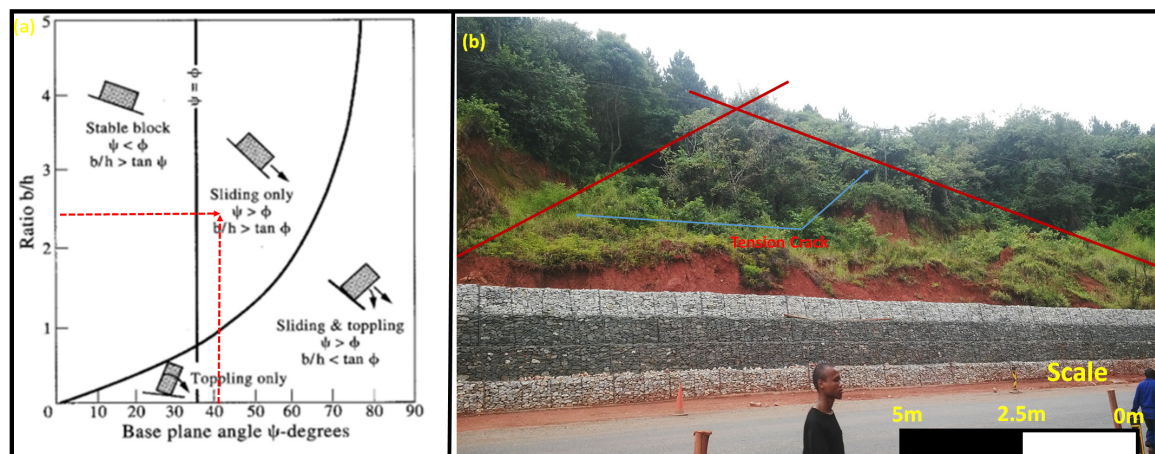 (a)
5
4
3
2
1
0
10
20
30
40
50
60
70
80
90
Ratio b/h
Base plane angle ψ-degrees
ψ = ϕ
Stable block
ψ < ϕ
b/h > tan ψ
Sliding only
ψ > ϕ
b/h > tan ϕ
Sliding & toppling
ψ > ϕ
b/h < tan ϕ
Toppling only
(b)
Tension Crack
Scale
5m 2.5m 0m